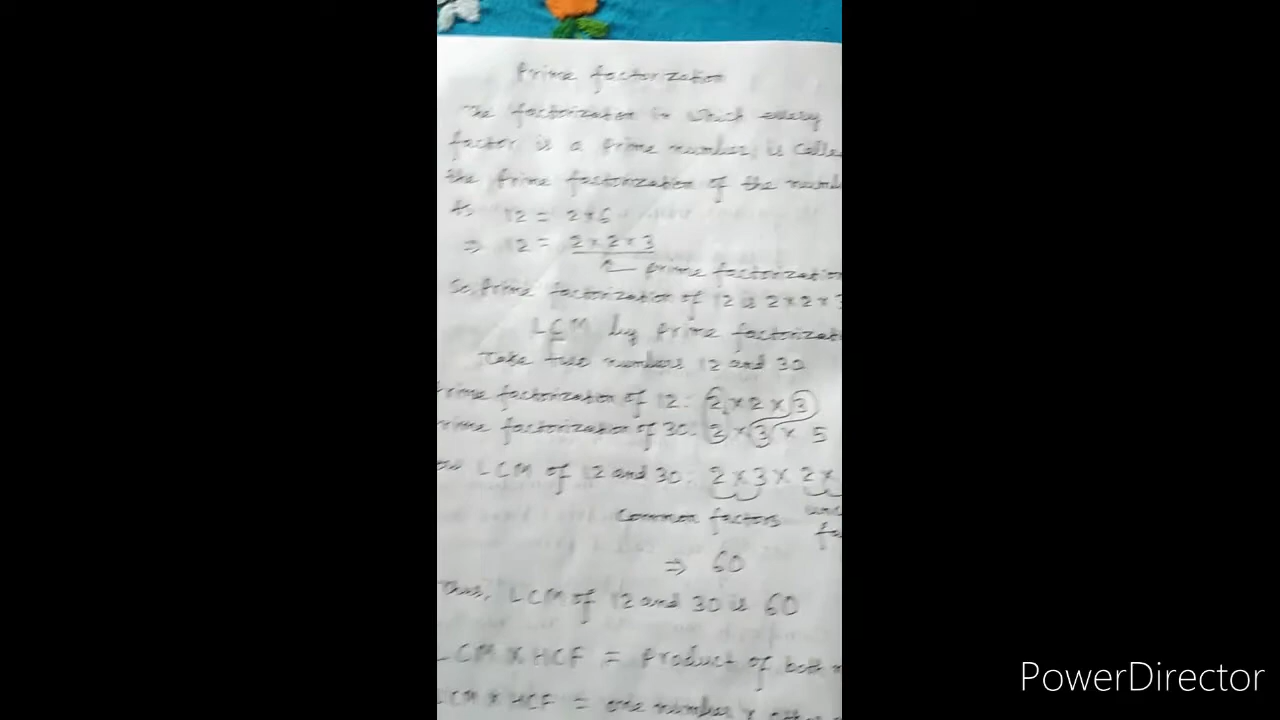 Prime factorization
The factorization in which every
factor is a prime number, is calle
the prime factorization of the numb
As 12 = 2×6
⇒ 12 = 2×2×3
prime factorization
So, Prime factorization of 12 is 2×2×3
LCM by prime factorizat
Take two numbers 12 and 30
Prime factorization of 12: 2×2×3
Prime factorization of 30: 2×3×5
LCM of 12 and 30: 2×3×2×
Common factors
⇒ 60
Thus, LCM of 12 and 30 is 60
LCM × HCF = Product of both
LCM × HCF = one number ×
PowerDirector